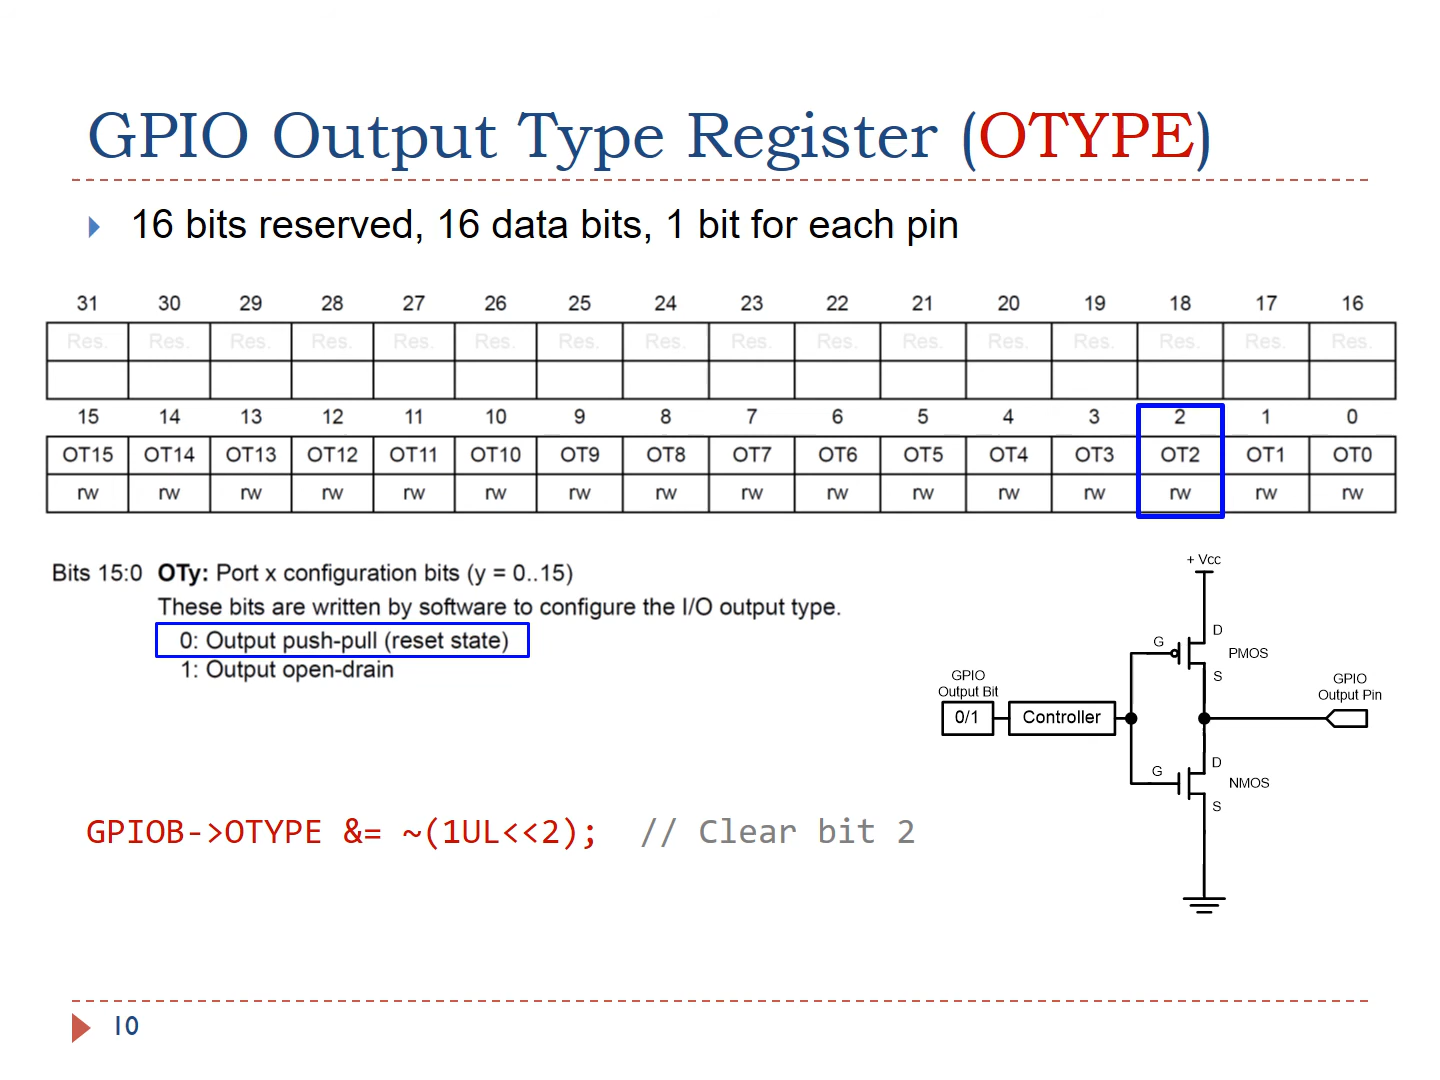 GPIO Output Type Register (OTYPE)
16 bits reserved, 16 data bits, 1 bit for each pin
31 30 29 28 27 26 25 24 23 22 21 20 19 18 17 16
Res. Res. Res. Res. Res. Res. Res. Res. Res. Res. Res. Res. Res. Res. Res. Res.
15 14 13 12 11 10 9 8 7 6 5 4 3 2 1 0
OT15 OT14 OT13 OT12 OT11 OT10 OT9 OT8 OT7 OT6 OT5 OT4 OT3 OT2 OT1 OT0
rw rw rw rw rw rw rw rw rw rw rw rw rw rw rw rw
Bits 15:0 OTy: Port x configuration bits (y = 0..15)
These bits are written by software to configure the I/O output type.
0: Output push-pull (reset state)
1: Output open-drain
+ Vcc
D
G
PMOS
S
GPIO
Output Bit
0/1
Controller
GPIO
Output Pin
D
G
NMOS
S
GPIOB->OTYPE &= ~(1UL<<2); // Clear bit 2
10